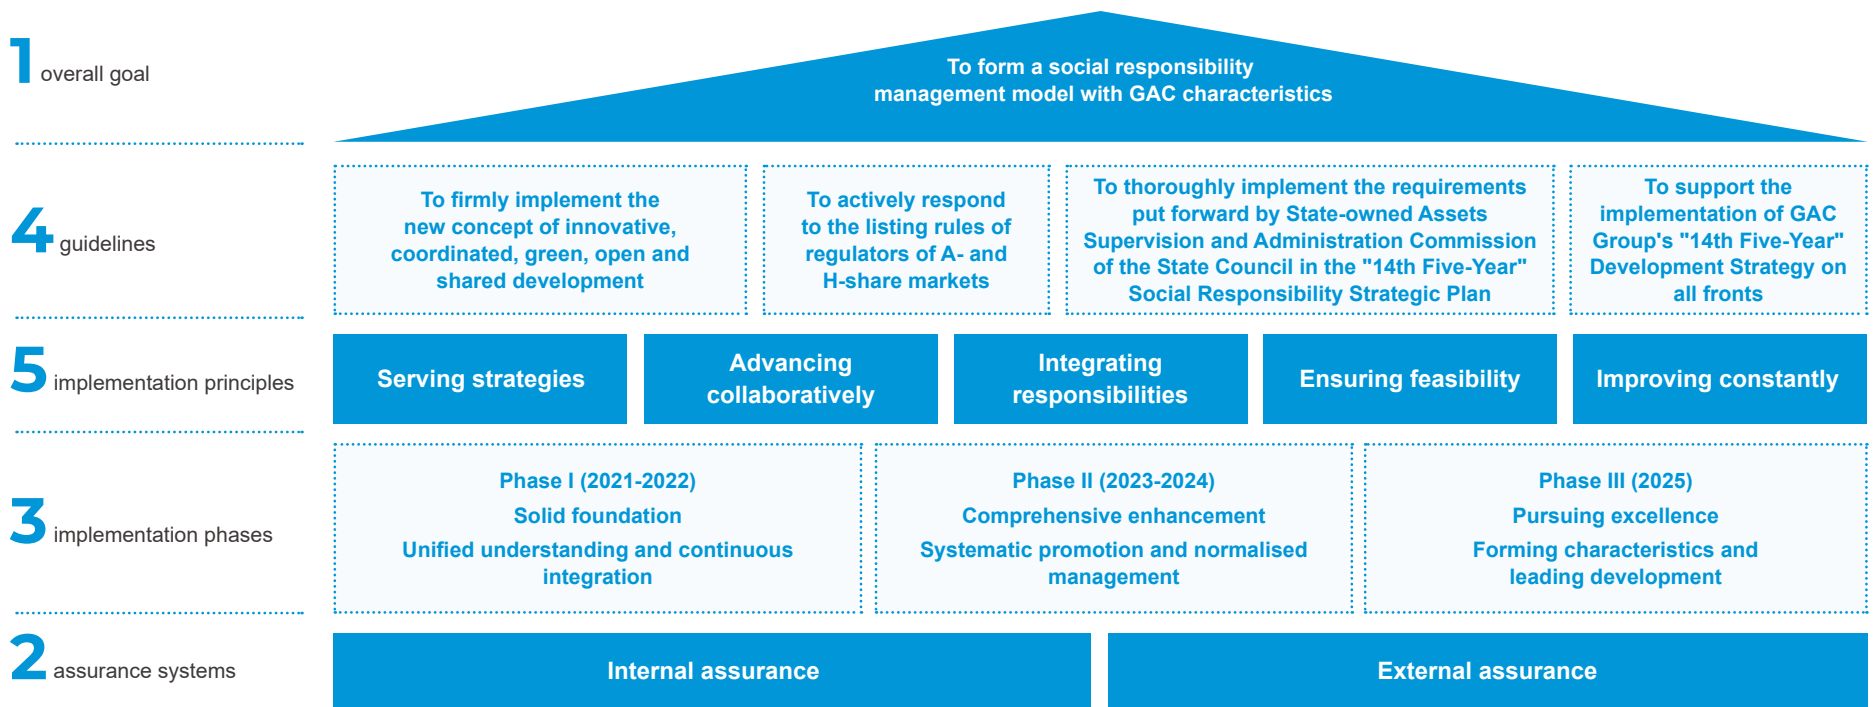 1 overall goal
To form a social responsibility
management model with GAC characteristics
4 guidelines
To firmly implement the
new concept of innovative,
coordinated, green, open and
shared development
To actively respond
to the listing rules of
regulators of A- and
H-share markets
To thoroughly implement the requirements
put forward by State-owned Assets
Supervision and Administration Commission
of the State Council in the "14th Five-Year"
Social Responsibility Strategic Plan
To support the
implementation of GAC
Group's "14th Five-Year"
Development Strategy on
all fronts
5 implementation principles
Serving strategies
Advancing
collaboratively
Integrating
responsibilities
Ensuring feasibility
Improving constantly
3 implementation phases
Phase I (2021-2022)
Solid foundation
Unified understanding and continuous
integration
Phase II (2023-2024)
Comprehensive enhancement
Systematic promotion and normalised
management
Phase III (2025)
Pursuing excellence
Forming characteristics and
leading development
2 assurance systems
Internal assurance
External assurance